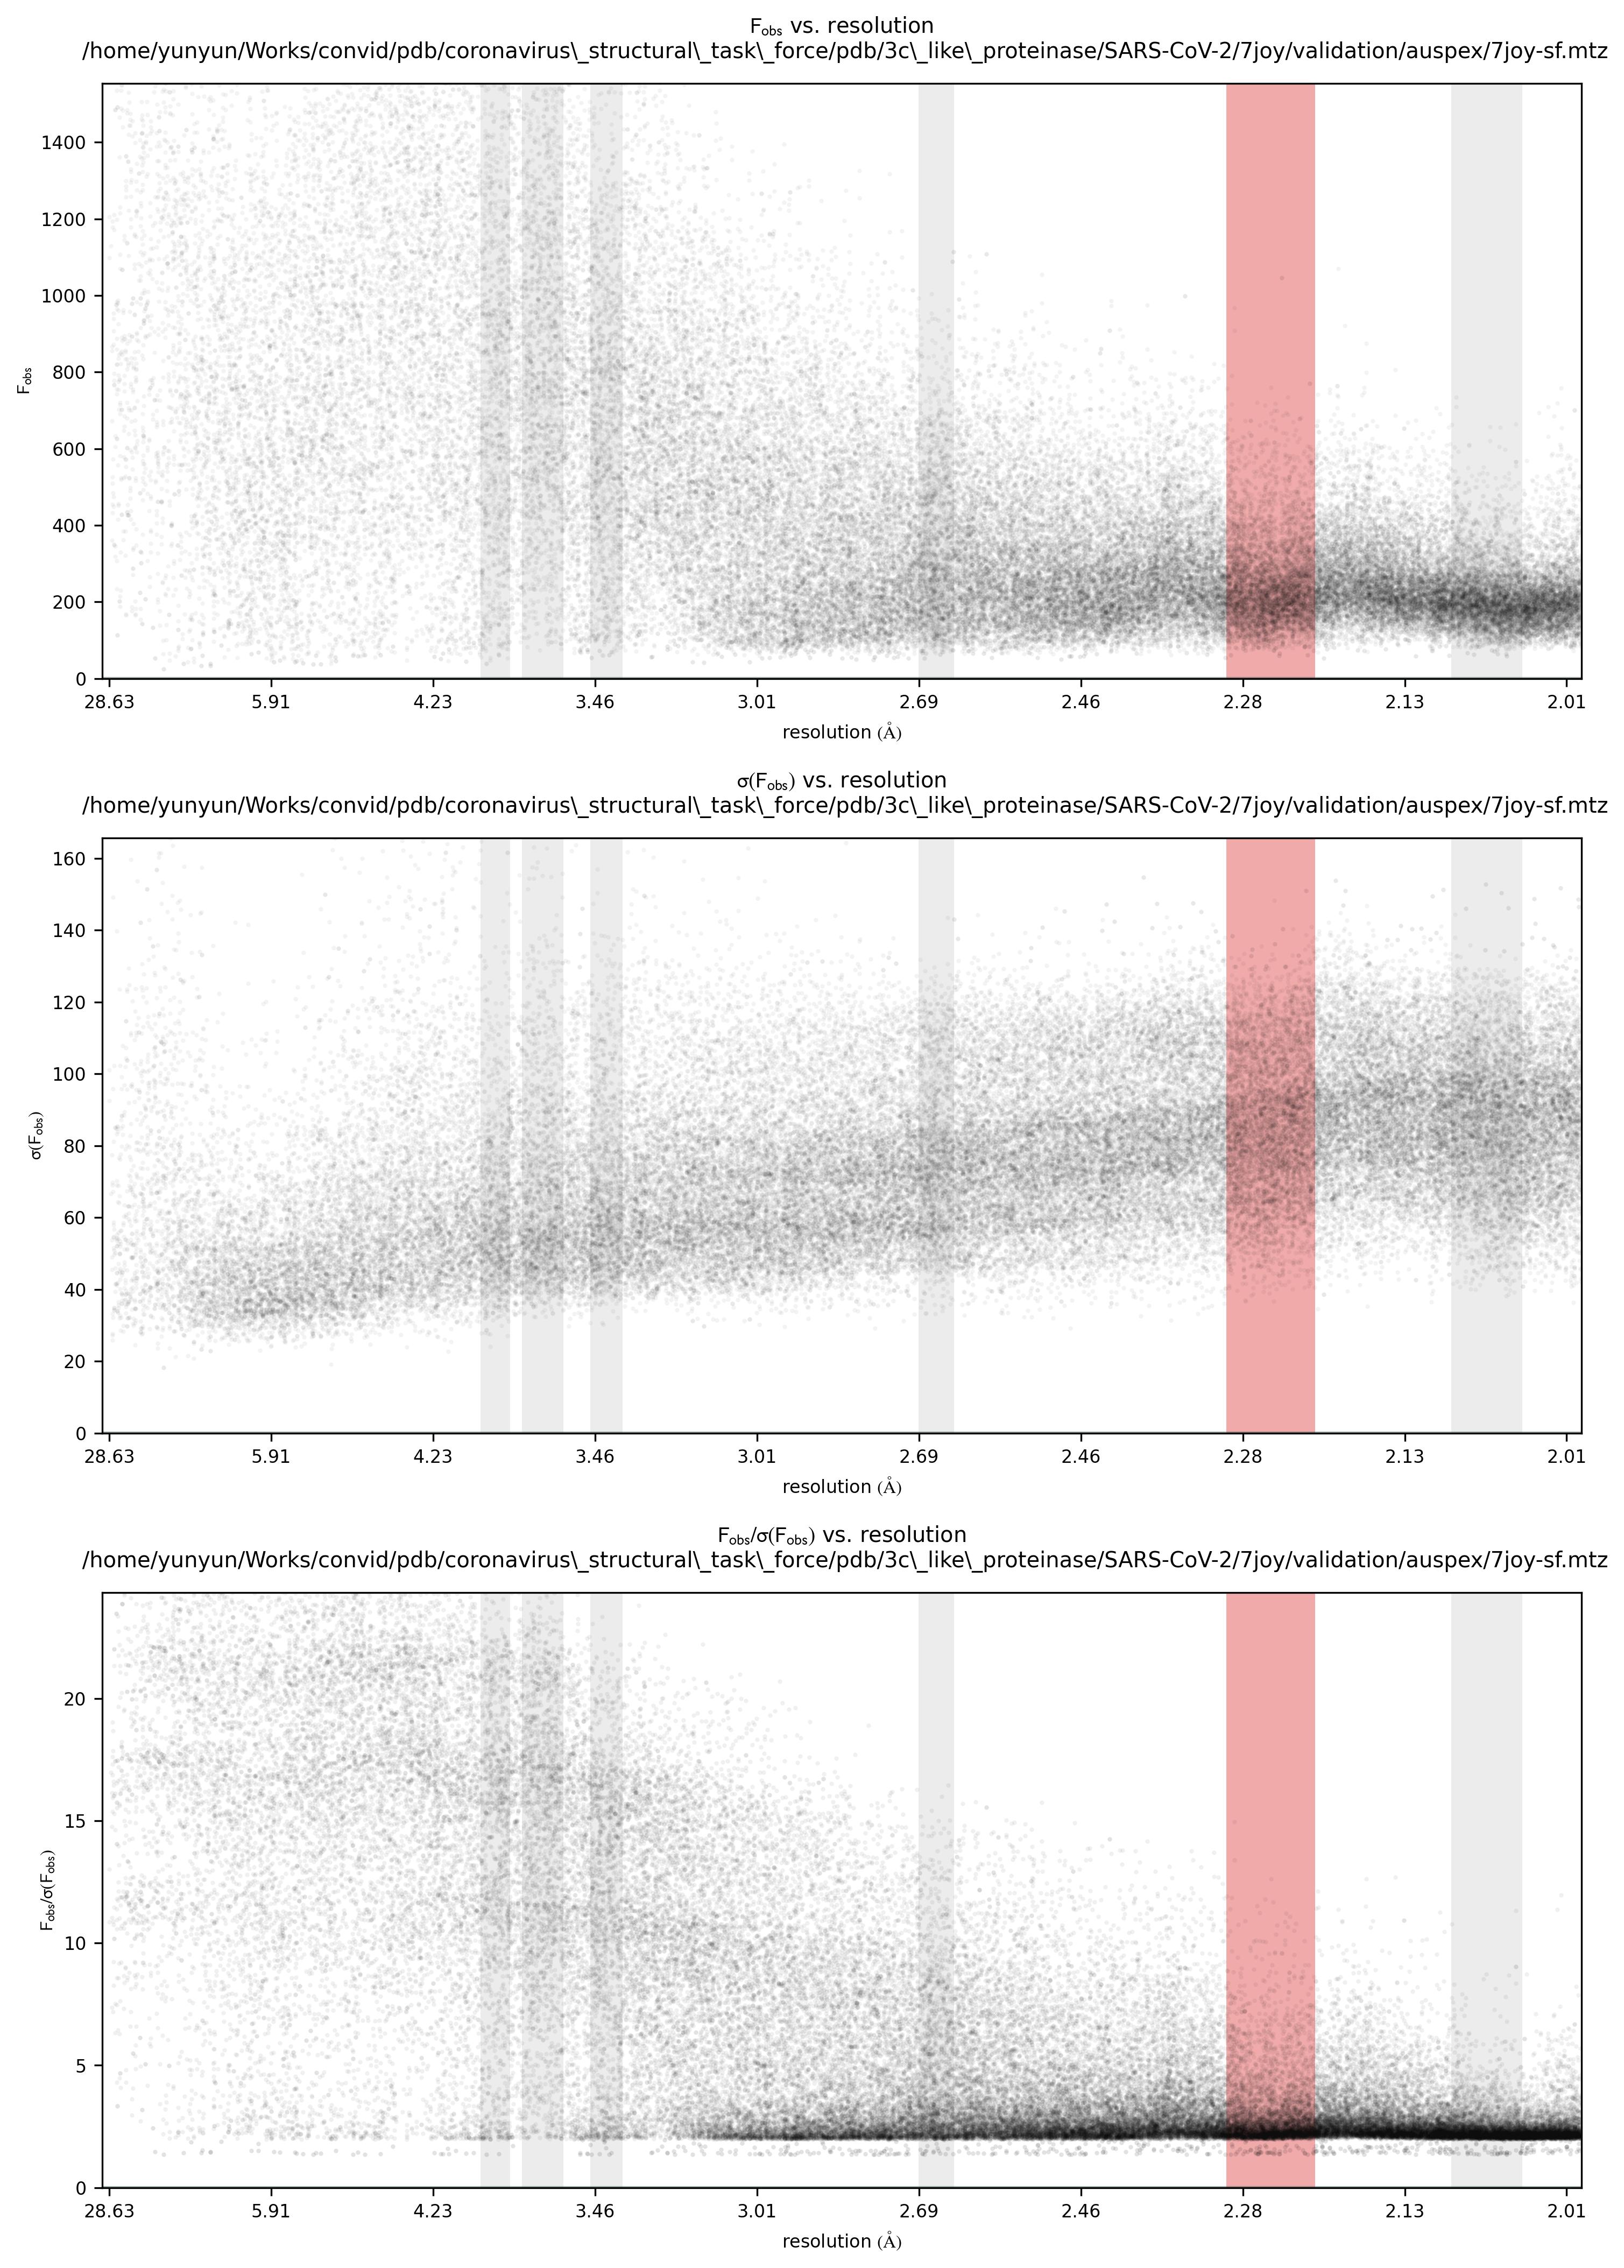 Fobs vs. resolution
/home/yunyun/Works/convid/pdb/coronavirus\_structural\_task\_force/pdb/3c\_like\_proteinase/SARS-CoV-2/7joy/validation/auspex/7joy-sf.mtz
Fobs
1400
1200
1000
800
600
400
200
0
28.63 5.91 4.23 3.46 3.01 2.69 2.46 2.28 2.13 2.01
resolution (Å)
σ(Fobs) vs. resolution
/home/yunyun/Works/convid/pdb/coronavirus\_structural\_task\_force/pdb/3c\_like\_proteinase/SARS-CoV-2/7joy/validation/auspex/7joy-sf.mtz
σ(Fobs)
160
140
120
100
80
60
40
20
0
28.63 5.91 4.23 3.46 3.01 2.69 2.46 2.28 2.13 2.01
resolution (Å)
Fobs/σ(Fobs) vs. resolution
/home/yunyun/Works/convid/pdb/coronavirus\_structural\_task\_force/pdb/3c\_like\_proteinase/SARS-CoV-2/7joy/validation/auspex/7joy-sf.mtz
Fobs/σ(Fobs)
20
15
10
5
0
28.63 5.91 4.23 3.46 3.01 2.69 2.46 2.28 2.13 2.01
resolution (Å)